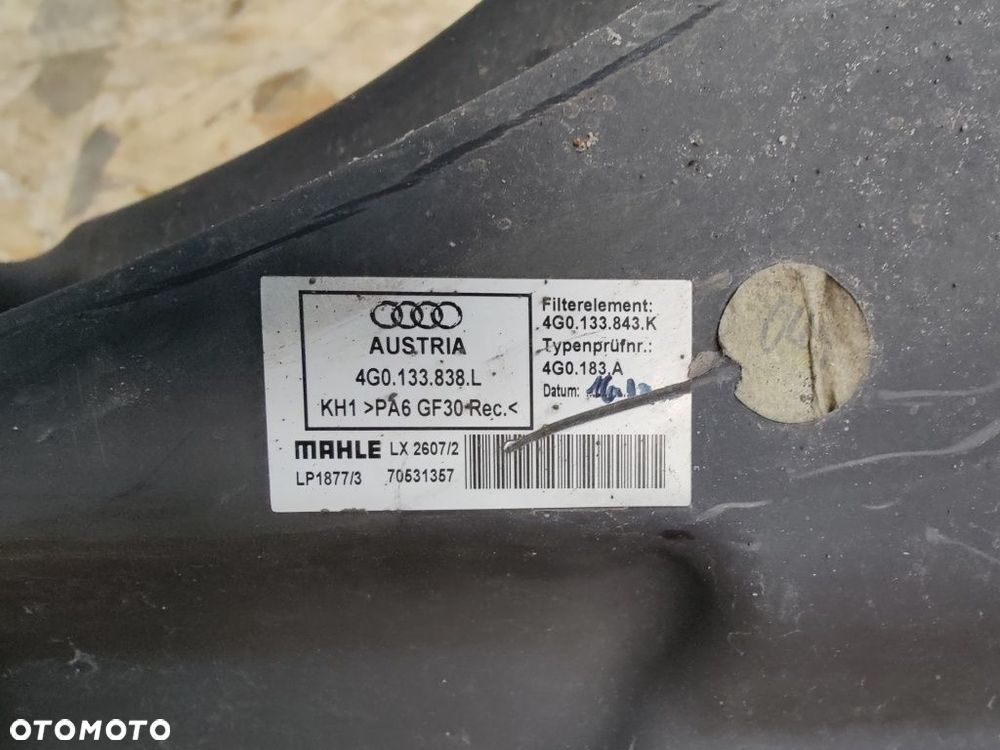 AUSTRIA
4G0.133.838.L
KH1 >PA6 GF30 Rec.<
Filterelement:
4G0.133.843.K
Typenprüfnr.:
4G0.183.A
Datum:
MAHLE LX 2607/2
LP1877/3 70531357
OTOMOTO